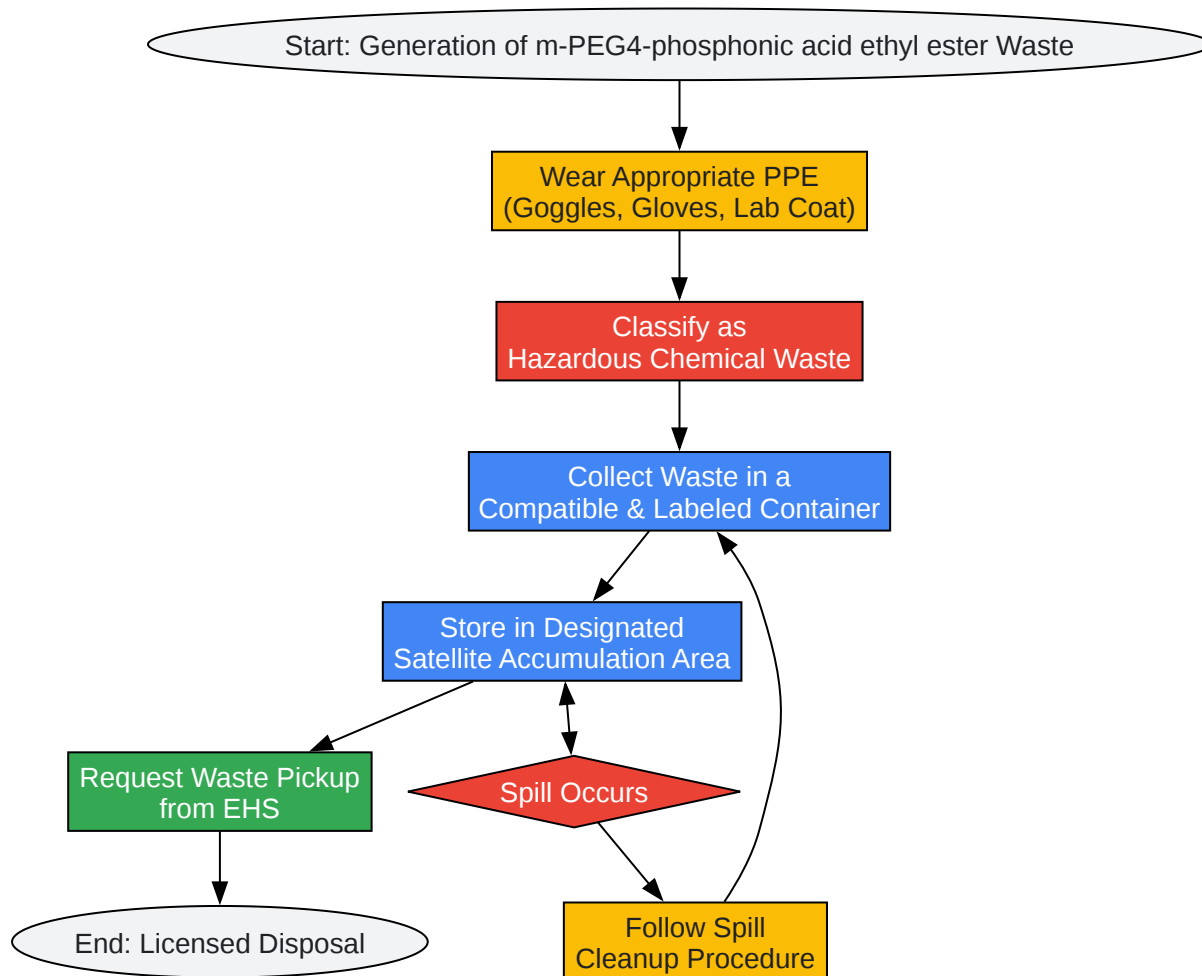 Start: Generation of m-PEG4-phosphonic acid ethyl ester Waste
Wear Appropriate PPE
(Goggles, Gloves, Lab Coat)
Classify as
Hazardous Chemical Waste
Collect Waste in a
Compatible & Labeled Container
Store in Designated
Satellite Accumulation Area
Request Waste Pickup
from EHS
Spill Occurs
End: Licensed Disposal
Follow Spill
Cleanup Procedure